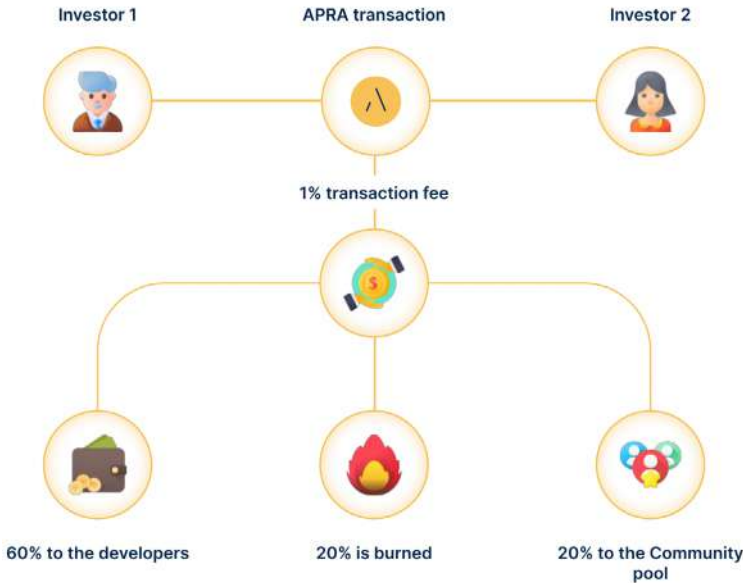 Investor 1
APRA transaction
Investor 2
1% transaction fee
60% to the developers
20% is burned
20% to the Community
pool